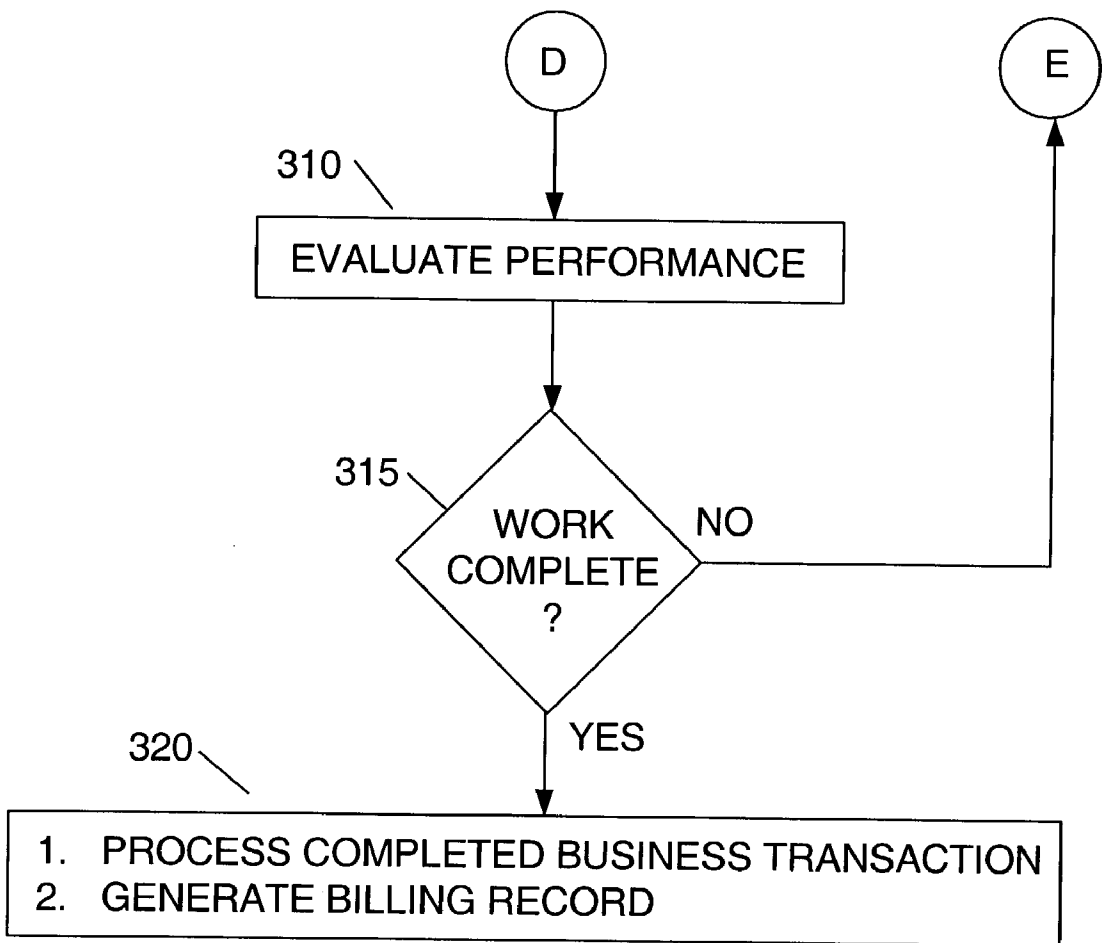 D
E
310
EVALUATE PERFORMANCE
315
WORK
COMPLETE
?
NO
YES
320
1. PROCESS COMPLETED BUSINESS TRANSACTION
2. GENERATE BILLING RECORD